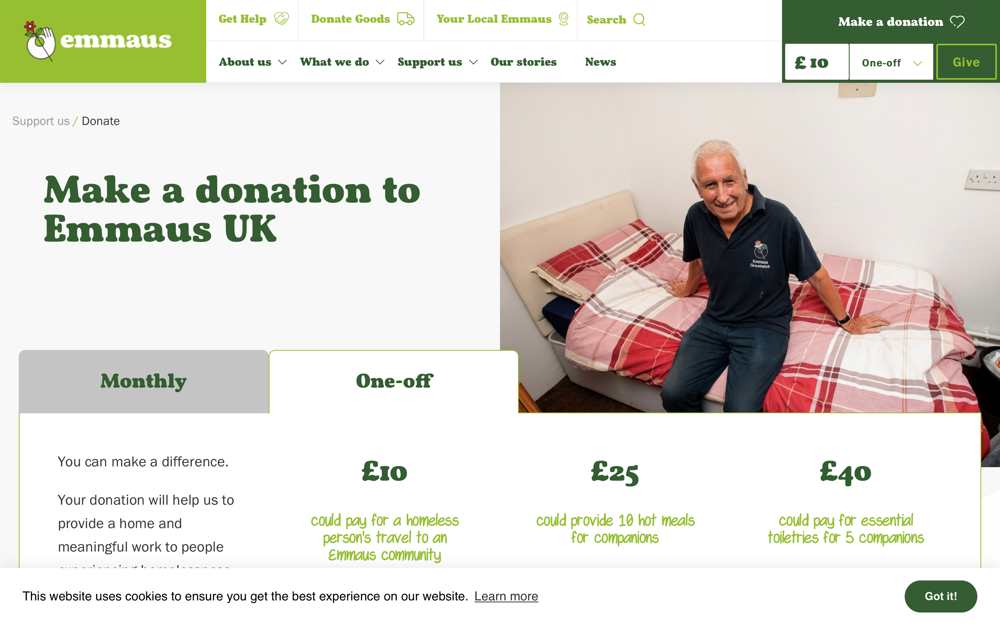 emmaus
Get Help
Donate Goods
Your Local Emmaus
Search
Make a donation
About us
What we do
Support us
Our stories
News
£ 10
One-off
Give
Support us / Donate
Make a donation to
Emmaus UK
Emmaus
Greenwich
Monthly
One-off
You can make a difference.
Your donation will help us to
provide a home and
meaningful work to people
experiencing homelessness
£10
could pay for a homeless
person's travel to an
Emmaus community
£25
could provide 10 hot meals
for companions
£40
could pay for essential
toiletries for 5 companions
This website uses cookies to ensure you get the best experience on our website. Learn more
Got it!